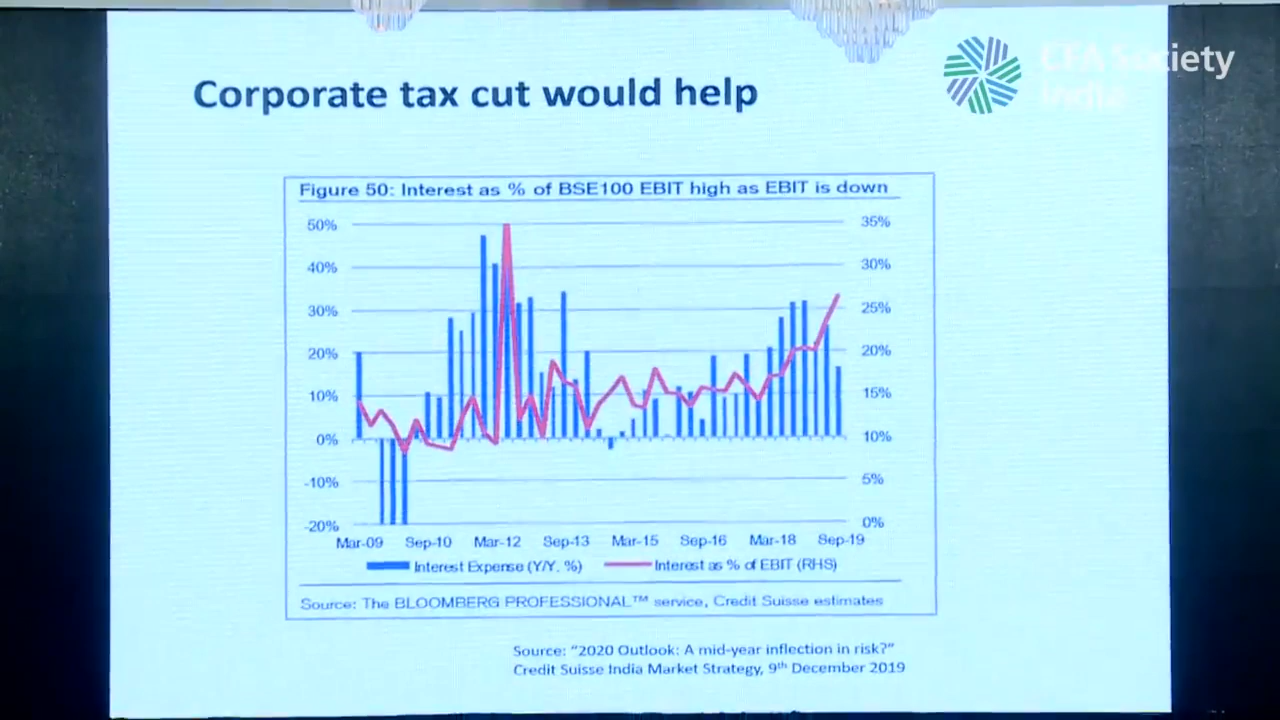 CFA Society
India
Corporate tax cut would help
Figure 50: Interest as % of BSE100 EBIT high as EBIT is down
50% 35%
40% 30%
30% 25%
20% 20%
10% 15%
0% 10%
-10% 5%
-20% 0%
Mar-09 Sep-10 Mar-12 Sep-13 Mar-15 Sep-16 Mar-18 Sep-19
Interest Expense (Y/Y, %) Interest as % of EBIT (RHS)
Source: The BLOOMBERG PROFESSIONAL™ service, Credit Suisse estimates
Source: "2020 Outlook: A mid-year inflection in risk?"
Credit Suisse India Market Strategy, 9th December 2019